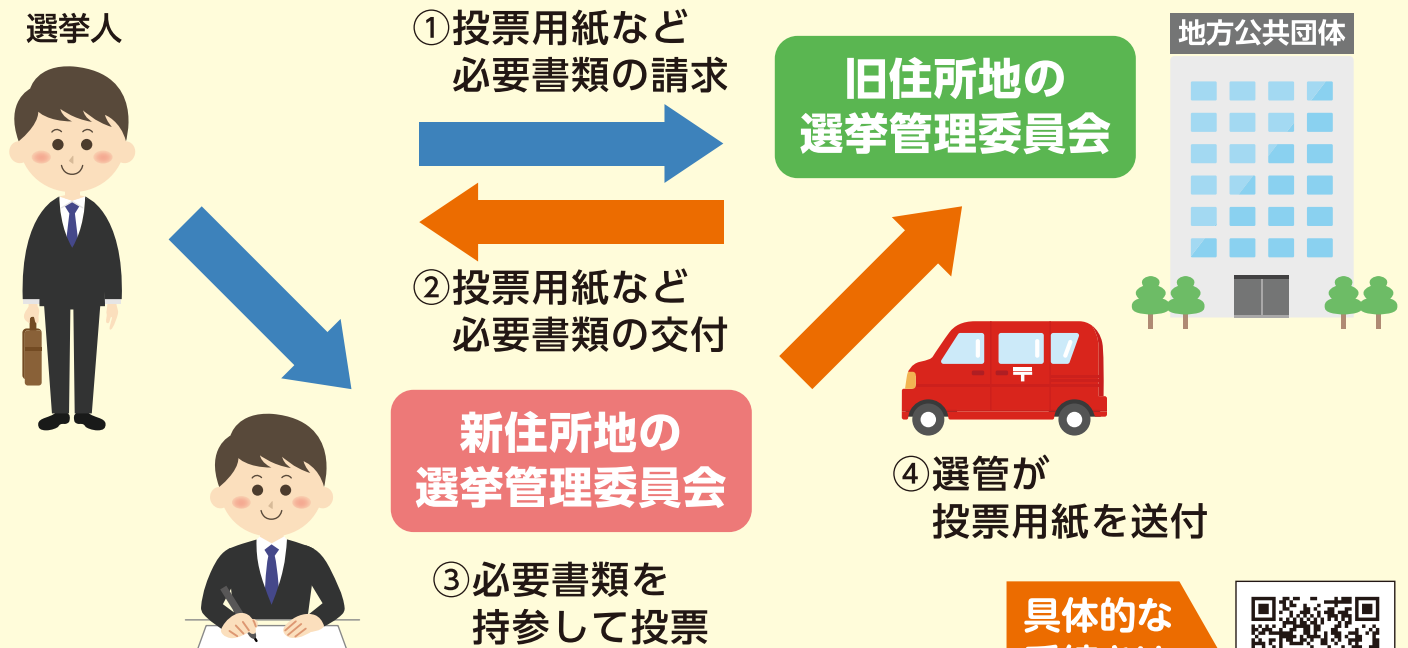 選挙人
①投票用紙など
必要書類の請求
旧住所地の
選挙管理委員会
地方公共団体
②投票用紙など
必要書類の交付
新住所地の
選挙管理委員会
③必要書類を
持参して投票
④選管が
投票用紙を送付
具体的な